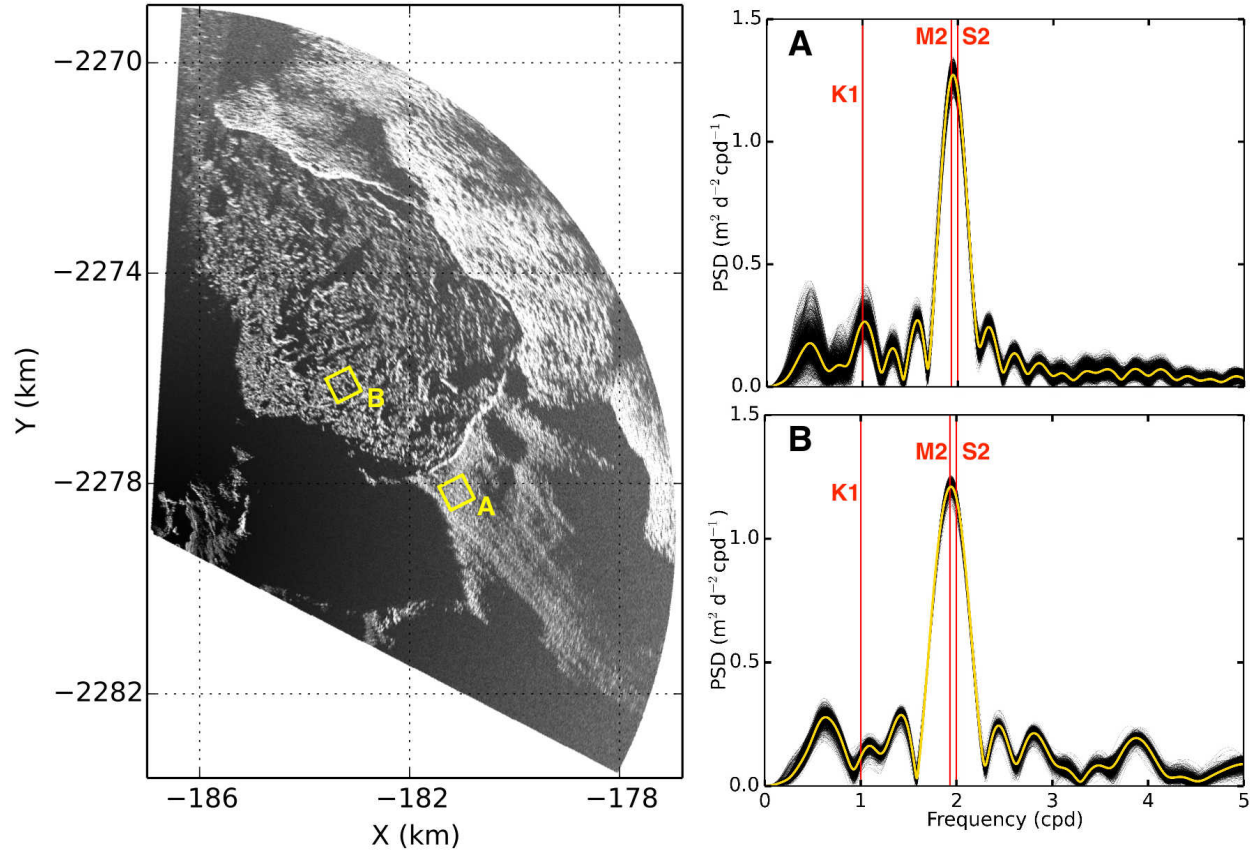 −2270
−2274
−2278
−2282
Y (km)
−186
−182
−178
X (km)
B
A
A
M2
S2
K1
1.5
1.0
0.5
0.0
PSD (m² d⁻² cpd⁻¹)
B
M2
S2
K1
1.5
1.0
0.5
0.0
PSD (m² d⁻² cpd⁻¹)
0
1
2
3
4
5
Frequency (cpd)